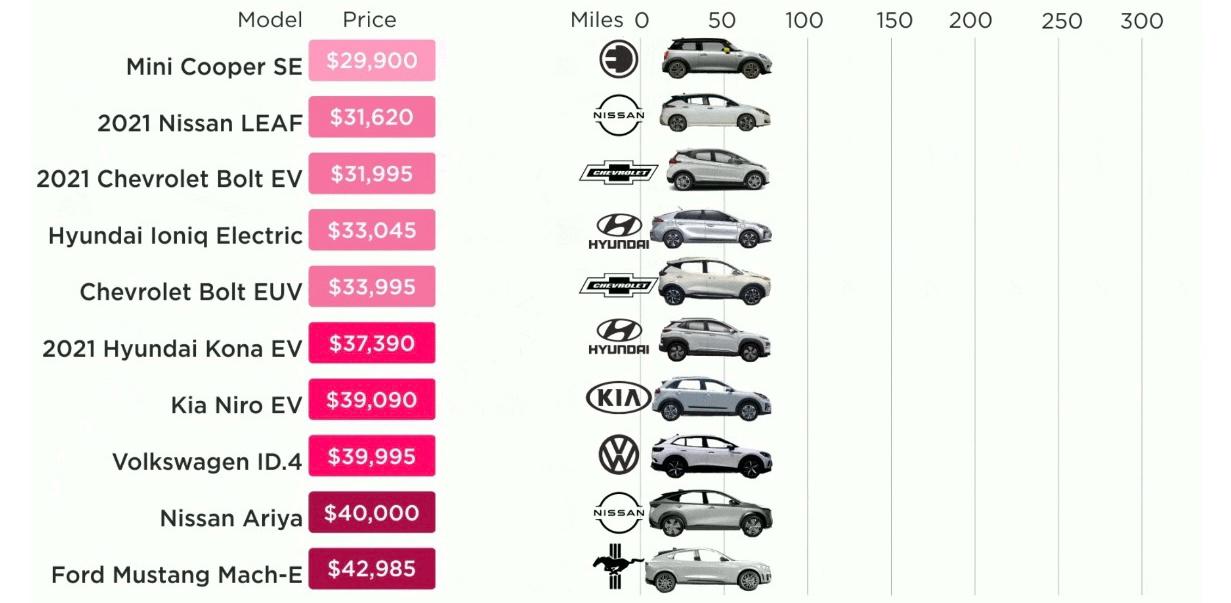 Model Price Miles 0 50 100 150 200 250 300
Mini Cooper SE $29,900
2021 Nissan LEAF $31,620 NISSAN
2021 Chevrolet Bolt EV $31,995 CHEVROLET
Hyundai Ioniq Electric $33,045 HYUNDAI
Chevrolet Bolt EUV $33,995 CHEVROLET
2021 Hyundai Kona EV $37,390 HYUNDAI
Kia Niro EV $39,090 KIA
Volkswagen ID.4 $39,995 VW
Nissan Ariya $40,000 NISSAN
Ford Mustang Mach-E $42,985